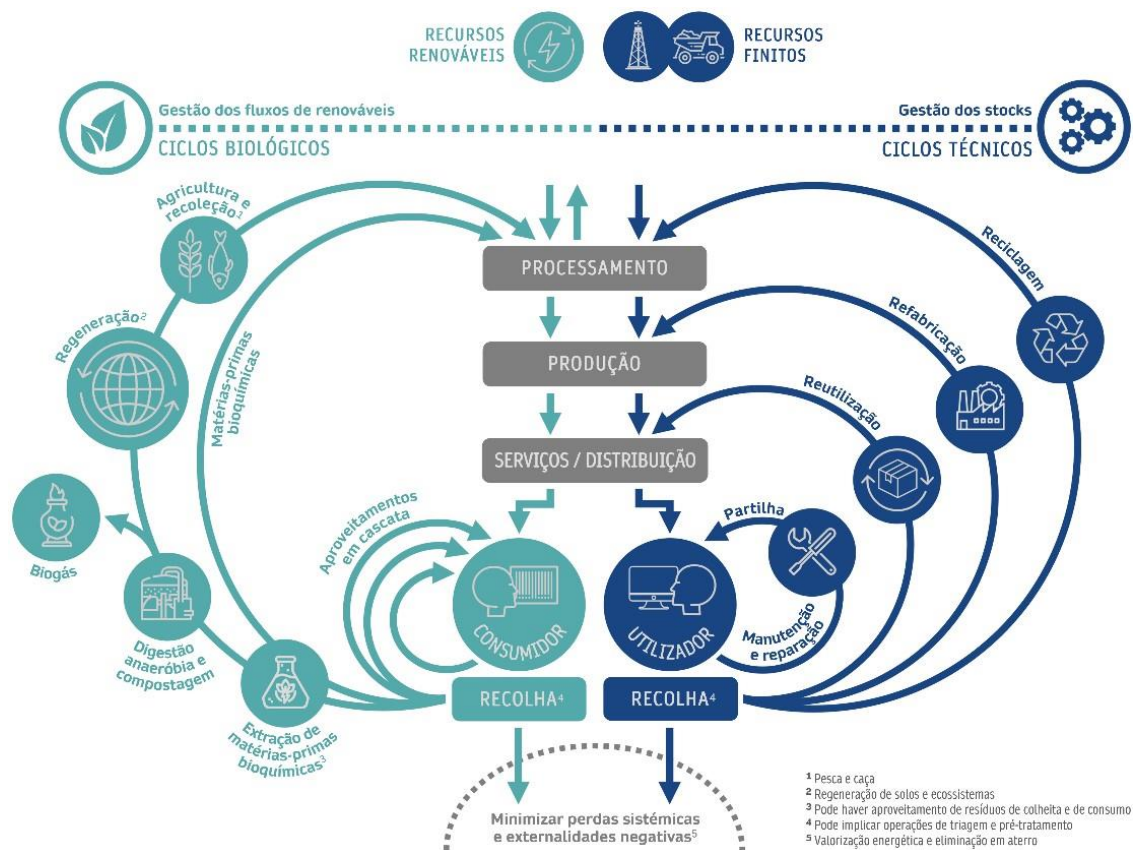 RECURSOS
RENOVÁVEIS
RECURSOS
FINITOS
Gestão dos fluxos de renováveis
CICLOS BIOLÓGICOS
Gestão dos stocks
CICLOS TÉCNICOS
Agricultura e
recoleção¹
Regeneração²
Matérias-primas
bioquímicas
Biogás
Digestão
anaeróbia e
compostagem
Extração de
matérias-primas
bioquímicas³
Aproveitamentos
em cascata
PROCESSAMENTO
PRODUÇÃO
SERVIÇOS / DISTRIBUIÇÃO
CONSUMIDOR
UTILIZADOR
RECOLHA⁴
RECOLHA⁴
Partilha
Manutenção
e reparação
Reutilização
Refabricação
Reciclagem
Minimizar perdas sistémicas
e externalidades negativas⁵
¹ Pesca e caça
² Regeneração de solos e ecossistemas
³ Pode haver aproveitamento de resíduos de colheita e de consumo
⁴ Pode implicar operações de triagem e pré-tratamento
⁵ Valorização energética e eliminação em aterro